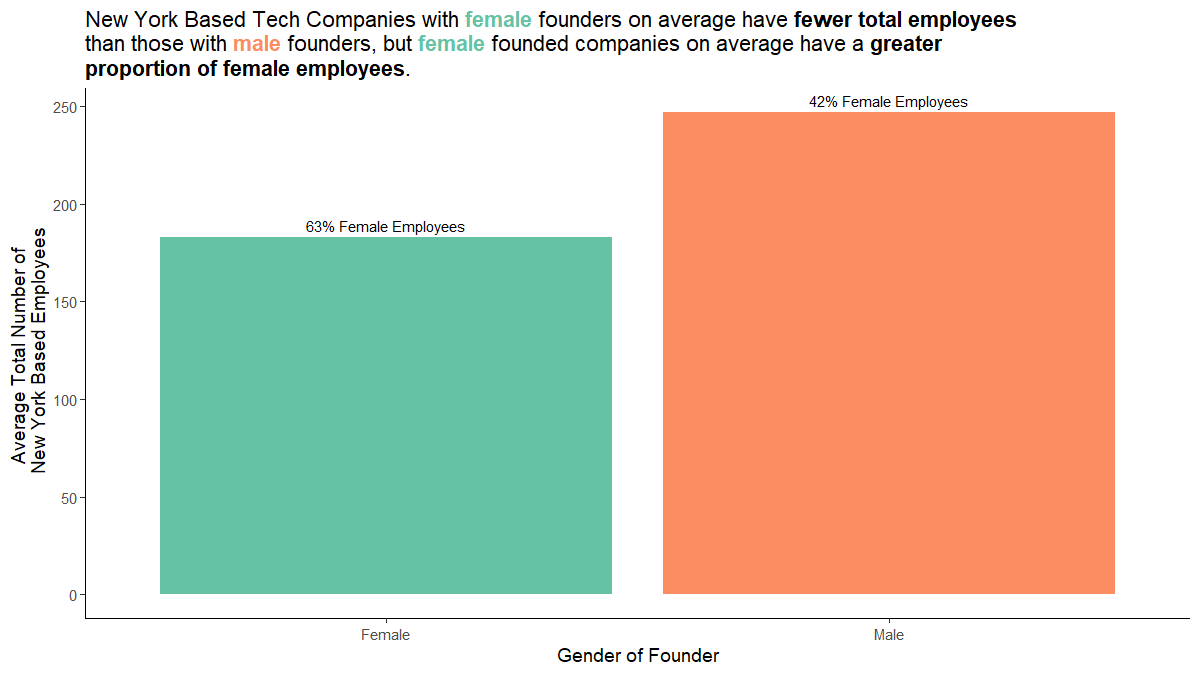 New York Based Tech Companies with female founders on average have fewer total employees
than those with male founders, but female founded companies on average have a greater
proportion of female employees.
42% Female Employees
63% Female Employees
250
200
150
100
50
0
Average Total Number of
New York Based Employees
Female
Male
Gender of Founder